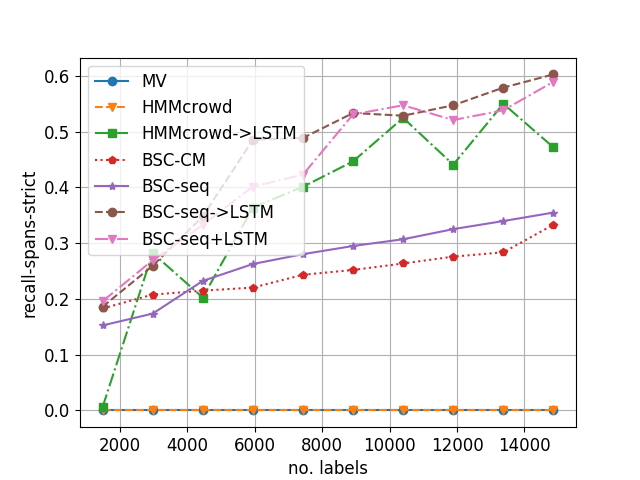 0.6
0.5
0.4
0.3
0.2
0.1
0.0
recall-spans-strict
MV
HMMcrowd
HMMcrowd->LSTM
BSC-CM
BSC-seq
BSC-seq->LSTM
BSC-seq+LSTM
2000 4000 6000 8000 10000 12000 14000
no. labels